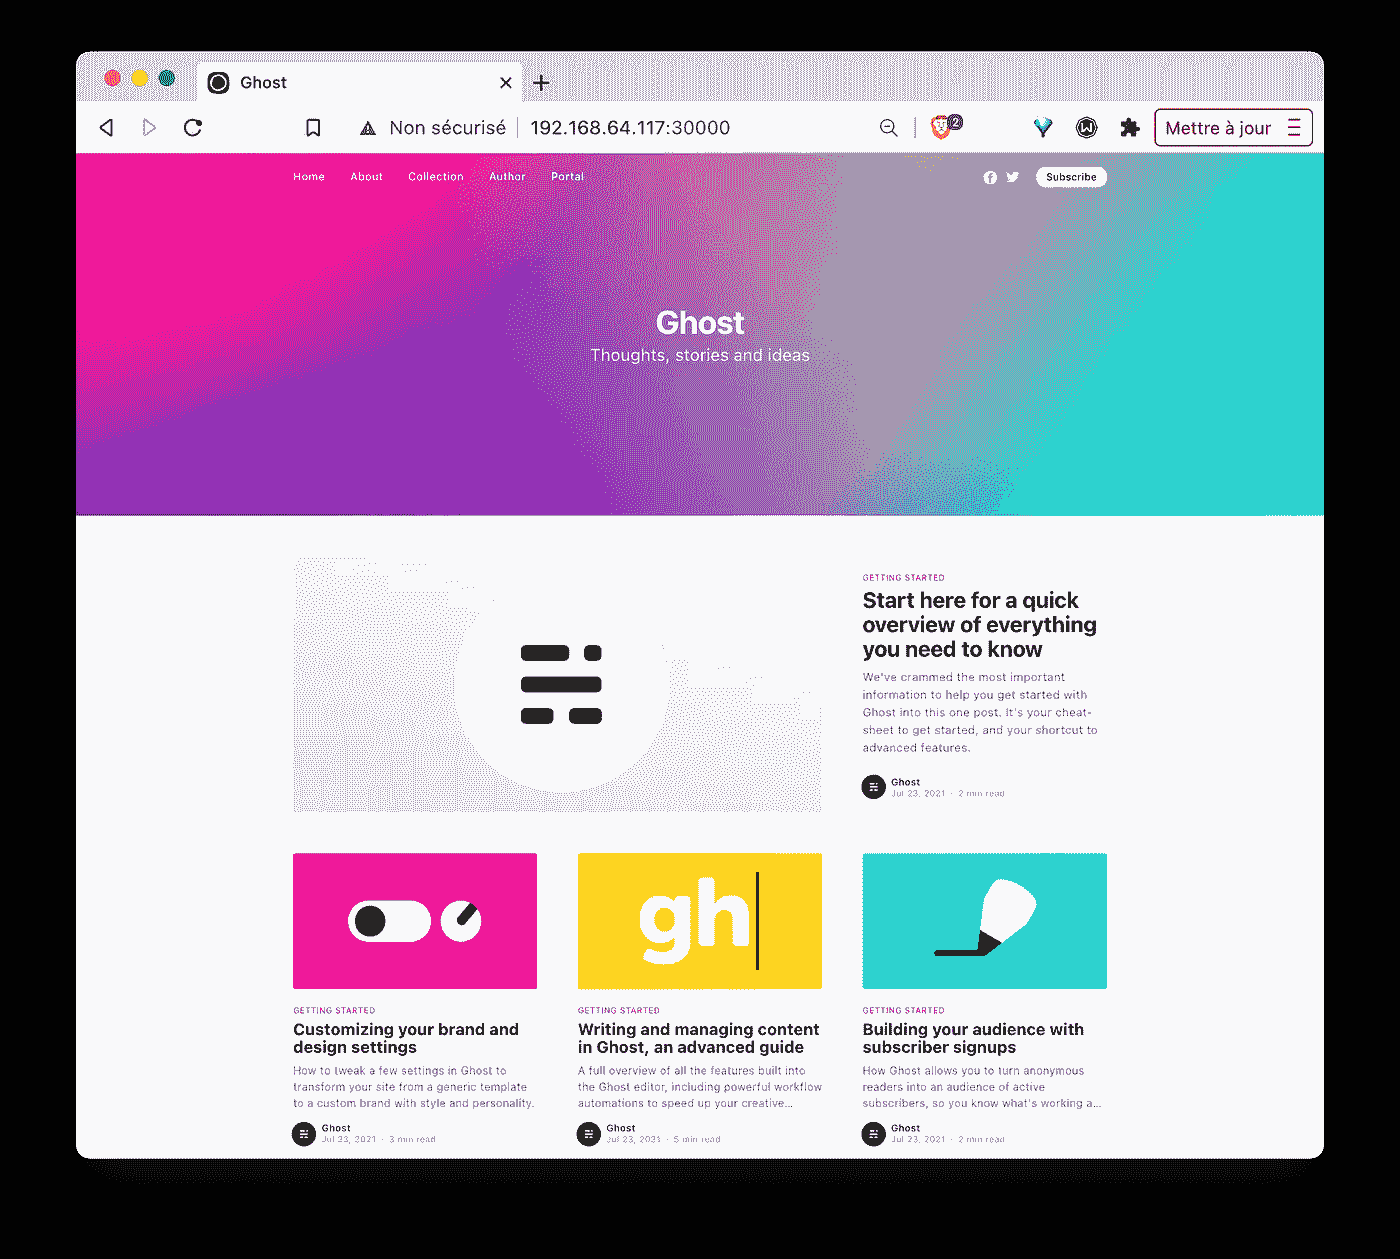 Ghost
Non sécurisé 192.168.64.117:30000
2
Mettre à jour
Home About Collection Author Portal
Subscribe
Ghost
Thoughts, stories and ideas
GETTING STARTED
Start here for a quick
overview of everything
you need to know
We've crammed the most important
information to help you get started with
Ghost into this one post. It's your cheat-
sheet to get started, and your shortcut to
advanced features.
Ghost
Jul 23, 2021 · 2 min read
gh
GETTING STARTED
Customizing your brand and
design settings
How to tweak a few settings in Ghost to
transform your site from a generic template
to a custom brand with style and personality.
Ghost
Jul 23, 2021 · 3 min read
GETTING STARTED
Writing and managing content
in Ghost, an advanced guide
A full overview of all the features built into
the Ghost editor, including powerful workflow
automations to speed up your creative...
Ghost
Jul 23, 2021 · 5 min read
GETTING STARTED
Building your audience with
subscriber signups
How Ghost allows you to turn anonymous
readers into an audience of active
subscribers, so you know what's working a...
Ghost
Jul 23, 2021 · 2 min read